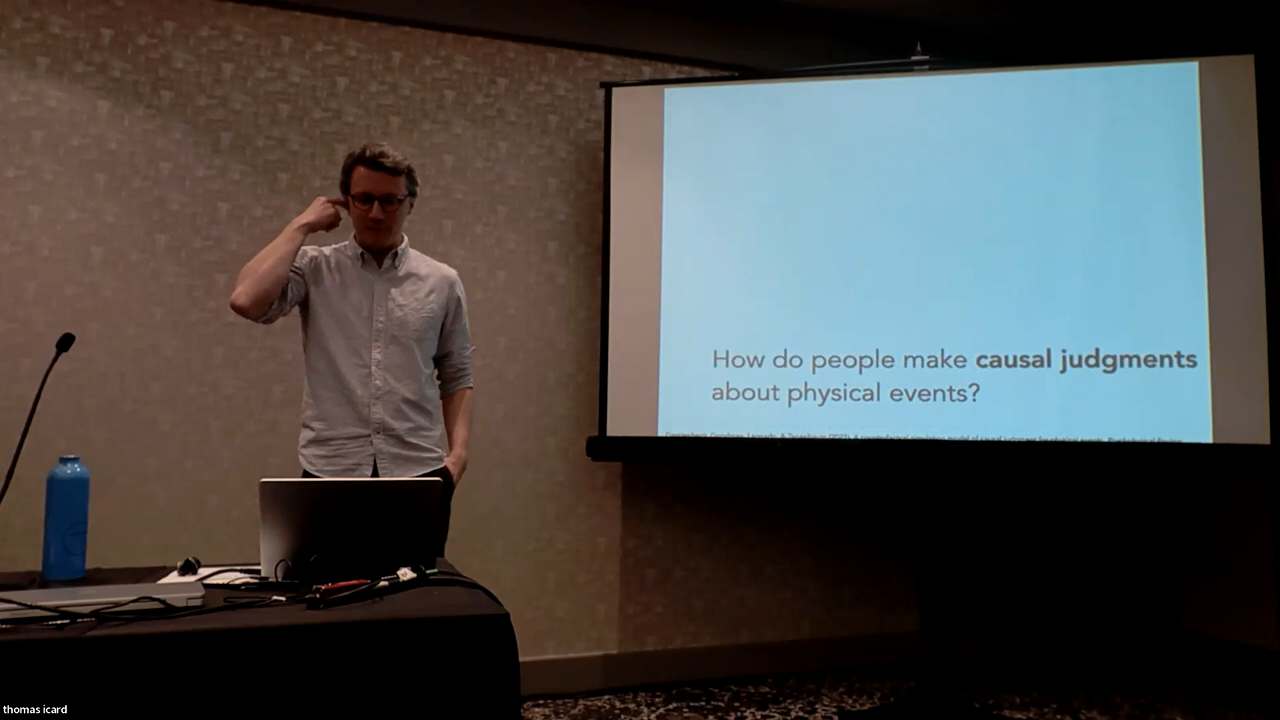 How do people make causal judgments
about physical events?
thomas icard